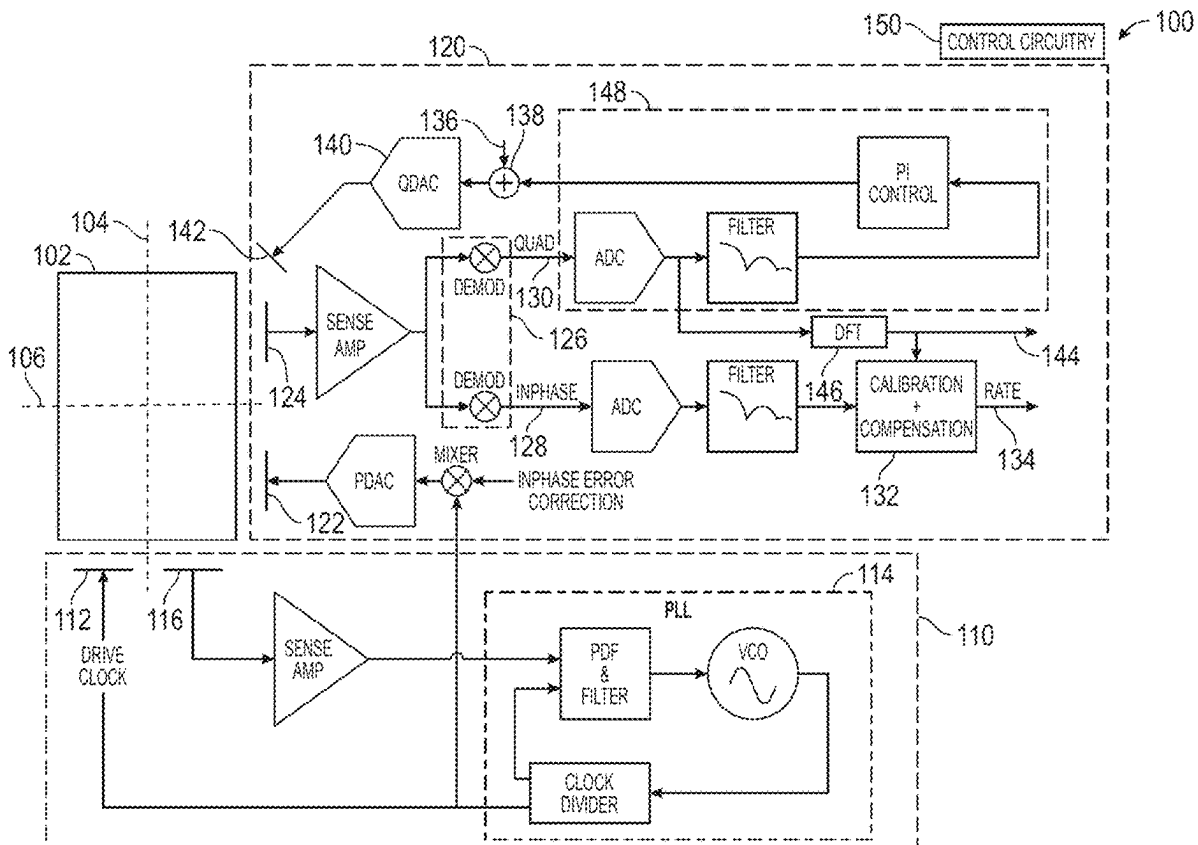 150
CONTROL CIRCUITRY
100
120
148
136
138
140
QDAC
PI
CONTROL
104
142
102
QUAD
ADC
FILTER
DEMOD
130
SENSE
AMP
126
DFT
144
106
124
DEMOD
INPHASE
ADC
FILTER
146
CALIBRATION
+
COMPENSATION
RATE
128
134
MIXER
PDAC
INPHASE ERROR
CORRECTION
132
122
114
112
116
PLL
110
DRIVE
CLOCK
SENSE
AMP
PDF
&
FILTER
VCO
CLOCK
DIVIDER